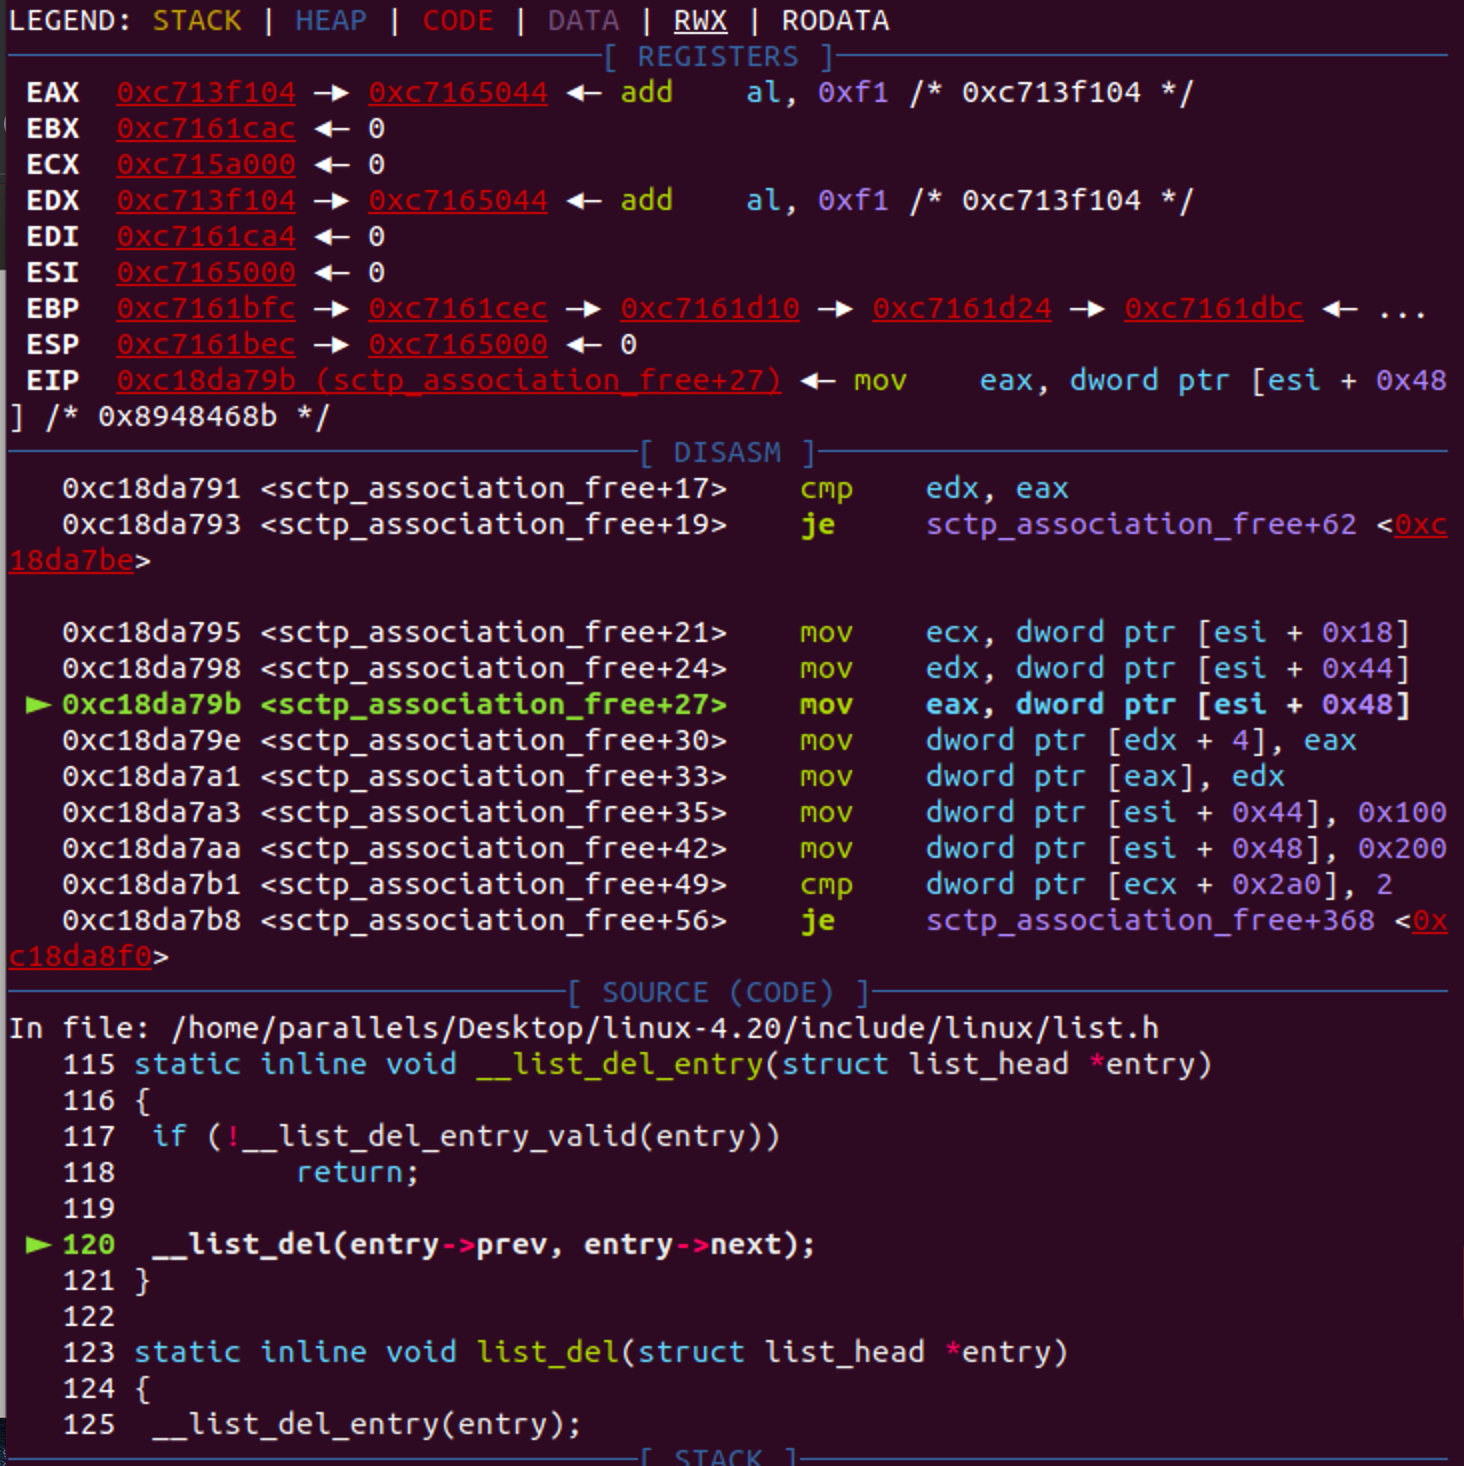 LEGEND: STACK | HEAP | CODE | DATA | RWX | RODATA
[ REGISTERS ]
EAX  0xc713f104 —▸ 0xc7165044 ◂— add    al, 0xf1 /* 0xc713f104 */
EBX  0xc7161cac ◂— 0
ECX  0xc715a000 ◂— 0
EDX  0xc713f104 —▸ 0xc7165044 ◂— add    al, 0xf1 /* 0xc713f104 */
EDI  0xc7161ca4 ◂— 0
ESI  0xc7165000 ◂— 0
EBP  0xc7161bfc —▸ 0xc7161cec —▸ 0xc7161d10 —▸ 0xc7161d24 —▸ 0xc7161dbc ◂— ...
ESP  0xc7161bec —▸ 0xc7165000 ◂— 0
EIP  0xc18da79b (sctp_association_free+27) ◂— mov    eax, dword ptr [esi + 0x48
] /* 0x8948468b */
[ DISASM ]
0xc18da791 <sctp_association_free+17>    cmp    edx, eax
0xc18da793 <sctp_association_free+19>    je     sctp_association_free+62 <0xc
18da7be>
0xc18da795 <sctp_association_free+21>    mov    ecx, dword ptr [esi + 0x18]
0xc18da798 <sctp_association_free+24>    mov    edx, dword ptr [esi + 0x44]
► 0xc18da79b <sctp_association_free+27>    mov    eax, dword ptr [esi + 0x48]
0xc18da79e <sctp_association_free+30>    mov    dword ptr [edx + 4], eax
0xc18da7a1 <sctp_association_free+33>    mov    dword ptr [eax], edx
0xc18da7a3 <sctp_association_free+35>    mov    dword ptr [esi + 0x44], 0x100
0xc18da7aa <sctp_association_free+42>    mov    dword ptr [esi + 0x48], 0x200
0xc18da7b1 <sctp_association_free+49>    cmp    dword ptr [ecx + 0x2a0], 2
0xc18da7b8 <sctp_association_free+56>    je     sctp_association_free+368 <0x
c18da8f0>
[ SOURCE (CODE) ]
In file: /home/parallels/Desktop/linux-4.20/include/linux/list.h
115 static inline void __list_del_entry(struct list_head *entry)
116 {
117  if (!__list_del_entry_valid(entry))
118          return;
119
► 120  __list_del(entry->prev, entry->next);
121 }
122
123 static inline void list_del(struct list_head *entry)
124 {
125  __list_del_entry(entry);
[ STACK ]